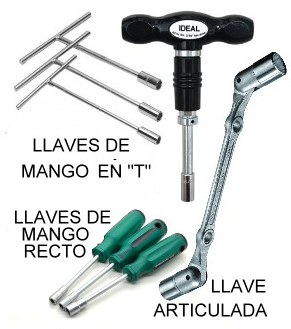 IDEAL
LLAVES DE
MANGO EN "T"
LLAVES DE
MANGO
RECTO
LLAVE
ARTICULADA